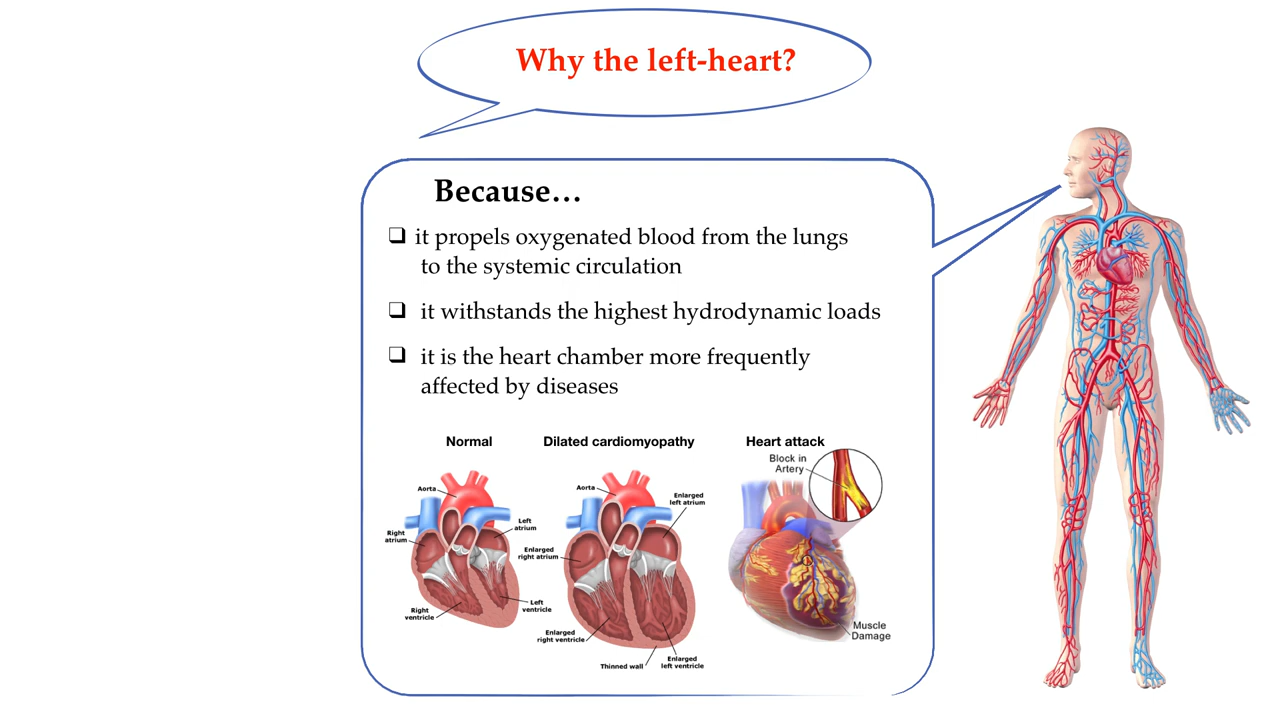 Why the left-heart?
Because...
❑ it propels oxygenated blood from the lungs
to the systemic circulation
❑ it withstands the highest hydrodynamic loads
❑ it is the heart chamber more frequently
affected by diseases
Normal
Aorta
Right
atrium
Left
atrium
Right
ventricle
Left
ventricle
Dilated cardiomyopathy
Aorta
Enlarged
left atrium
Enlarged
right atrium
Enlarged
right ventricle
Thinned wall
Enlarged
left ventricle
Heart attack
Block in
Artery
Muscle
Damage